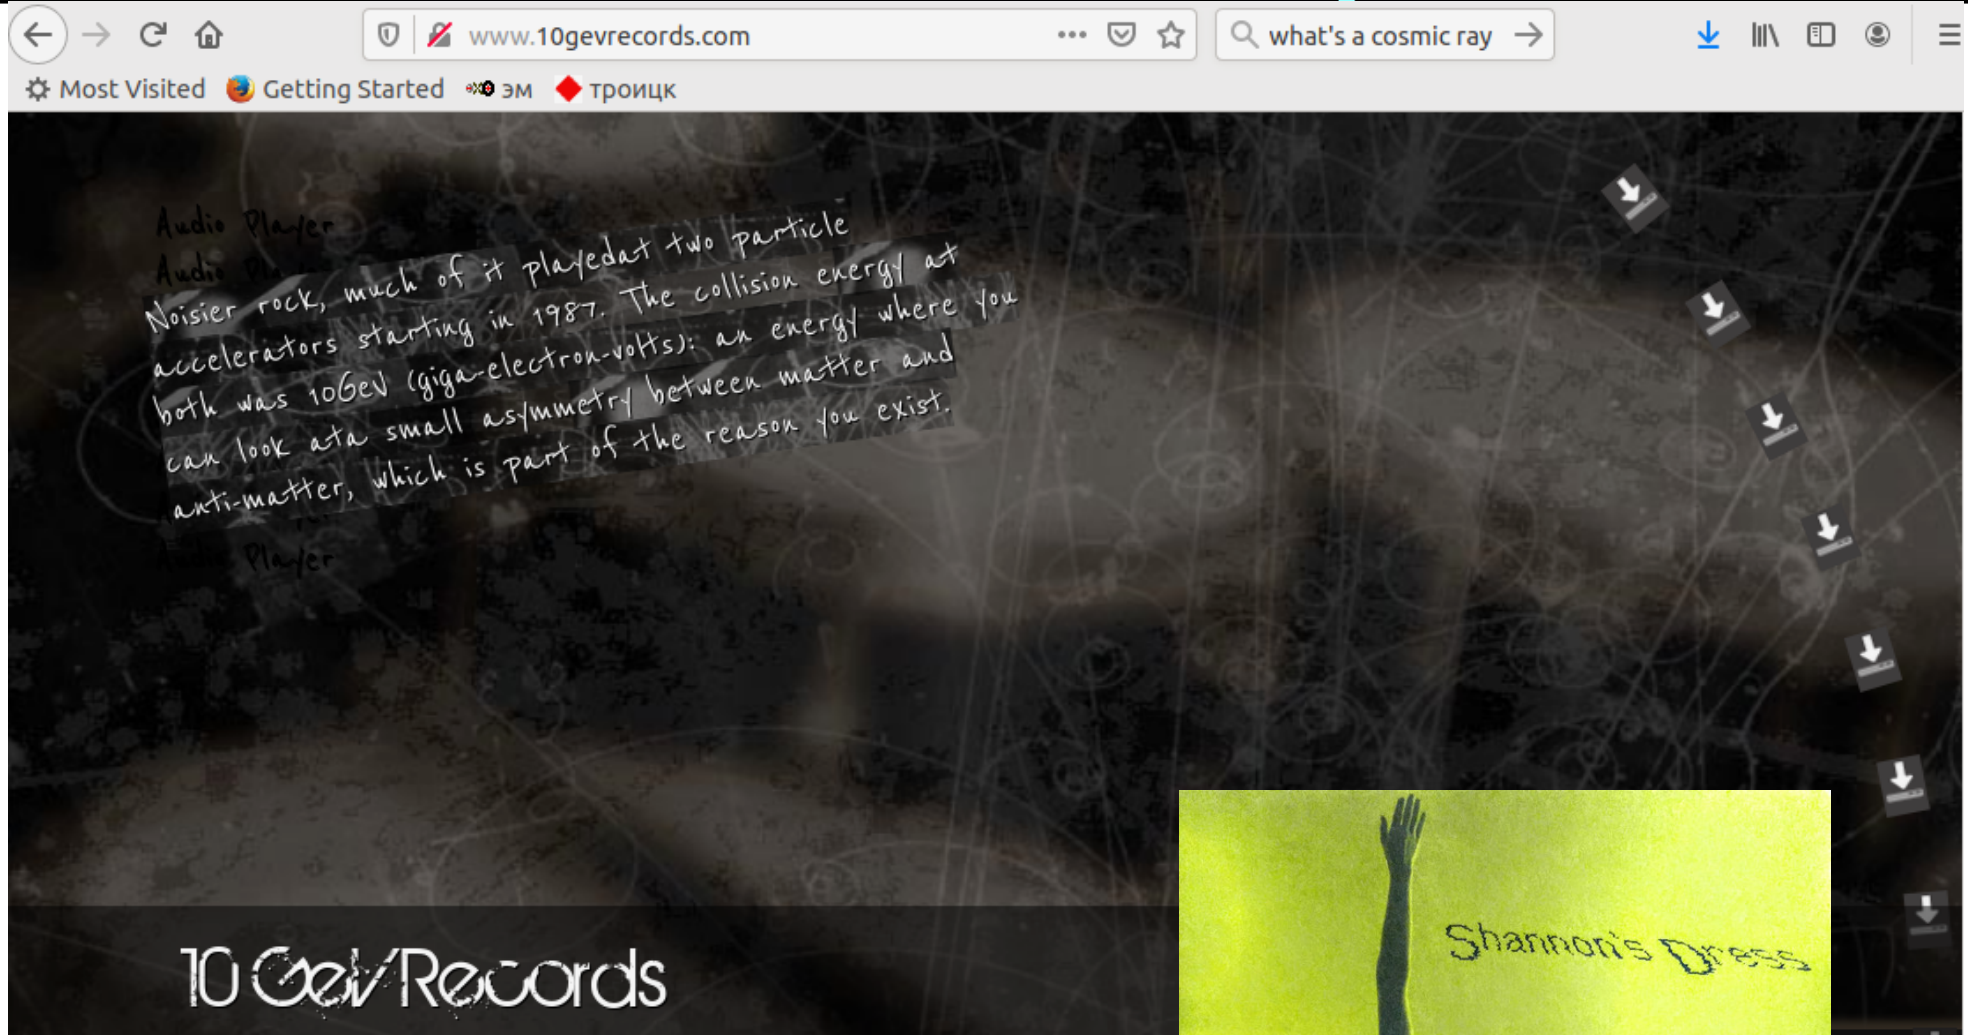 www.10gevrecords.com
what's a cosmic ray
Most Visited
Getting Started
эм
троицк
Audio Player
Audio
Noisier rock, much of it playedat two particle
accelerators starting in 1987. The collision energy at
both was 10GeV (giga-electron-volts): an energy where you
can look ata small asymmetry between matter and
anti-matter, which is part of the reason you exist.
Audio Player
10 GeV Records
Shannon's Dress